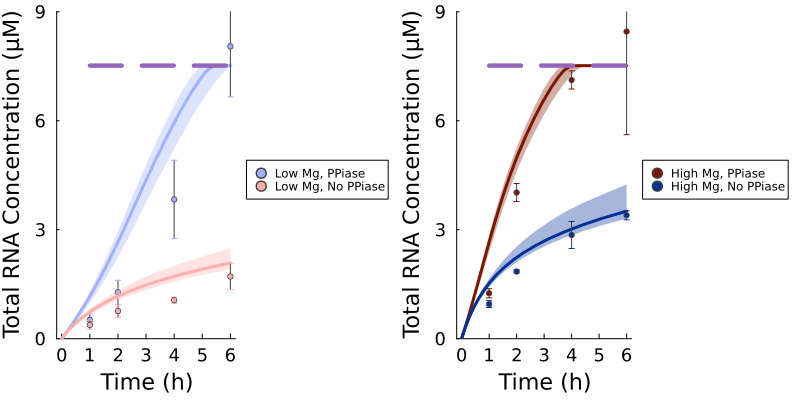 9
6
3
0
0 1 2 3 4 5 6
Time (h)
Total RNA Concentration (µM)
Low Mg, PPiase
Low Mg, No PPiase
9
6
3
0
0 1 2 3 4 5 6
Time (h)
Total RNA Concentration (µM)
High Mg, PPiase
High Mg, No PPiase